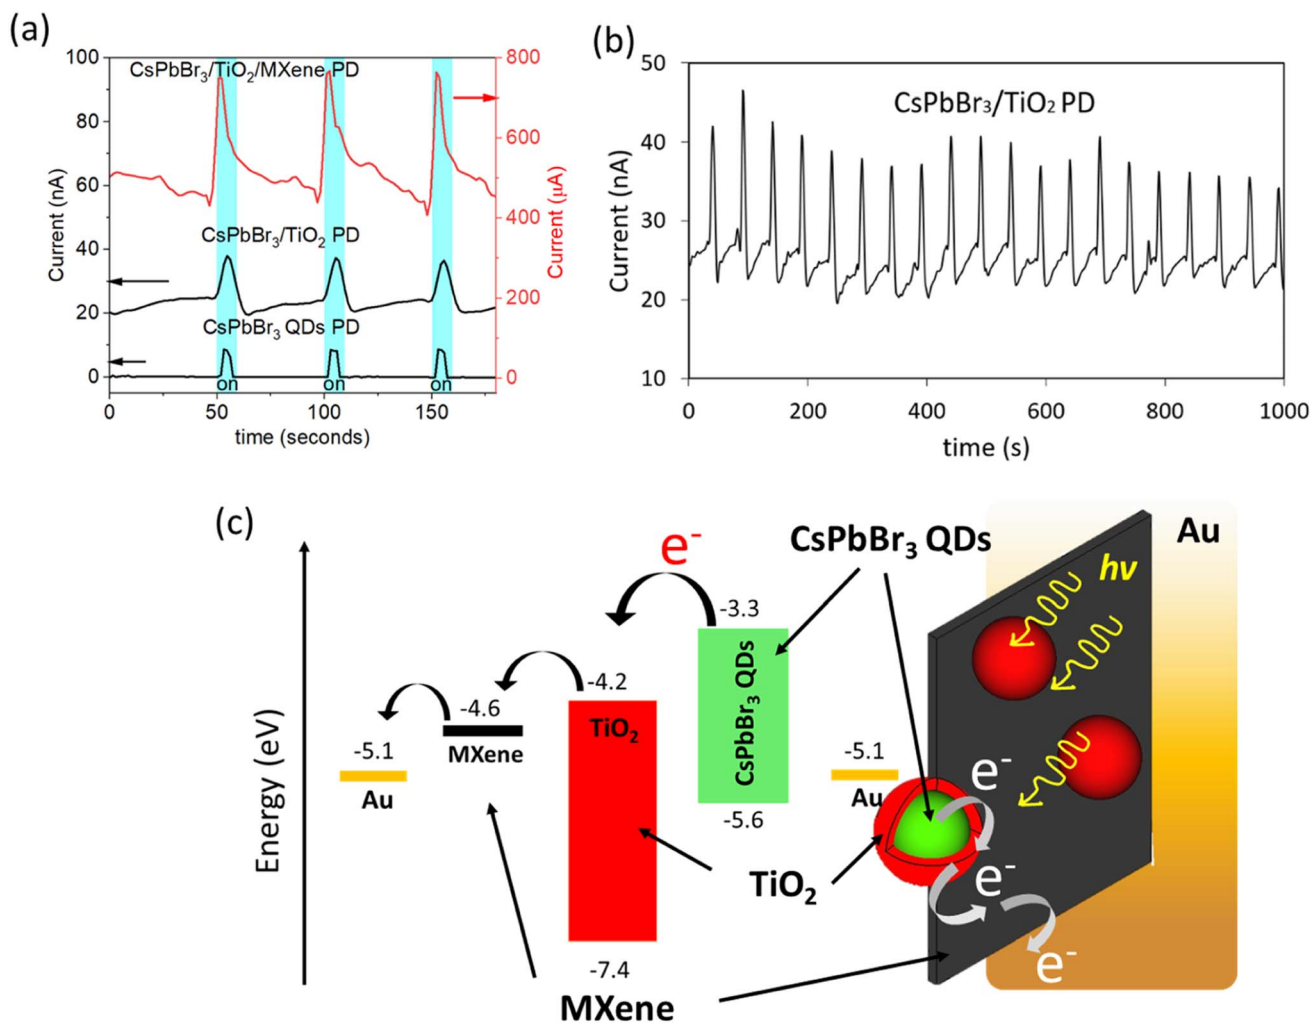 (a)
CsPbBr₃/TiO₂/MXene PD
CsPbBr₃/TiO₂ PD
CsPbBr₃ QDs PD
on on on
100
80
60
40
20
0
Current (nA)
800
600
400
200
0
Current (μA)
0 50 100 150
time (seconds)
(b)
CsPbBr₃/TiO₂ PD
50
40
30
20
10
Current (nA)
0 200 400 600 800 1000
time (s)
(c)
Energy (eV)
e⁻
CsPbBr₃ QDs
Au
hν
-3.3
-4.2
-4.6
-5.1
Au
MXene
TiO₂
CsPbBr₃ QDs
-5.6
-7.4
-5.1
Au
e⁻
e⁻
e⁻
TiO₂
MXene